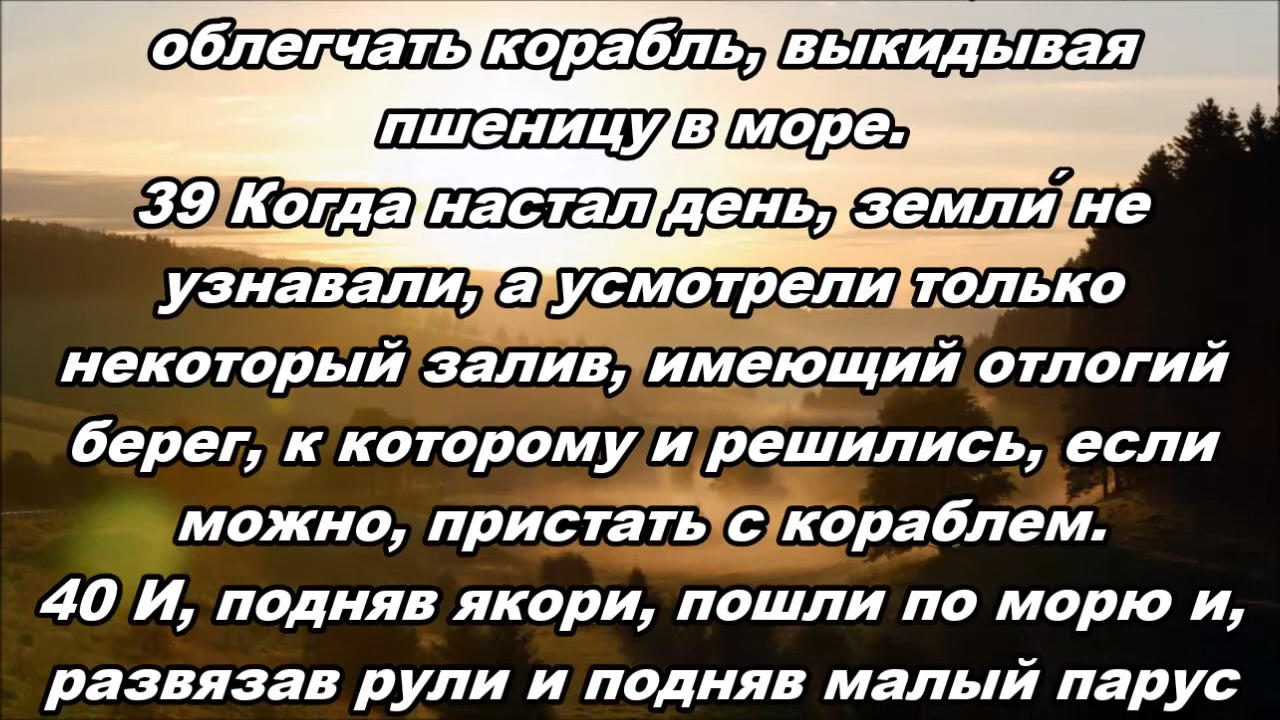 облегчать корабль, выкидывая
пшеницу в море.
39 Когда настал день, земли́ не
узнавали, а усмотрели только
некоторый залив, имеющий отлогий
берег, к которому и решились, если
можно, пристать с кораблем.
40 И, подняв якори, пошли по морю и,
развязав рули и подняв малый парус